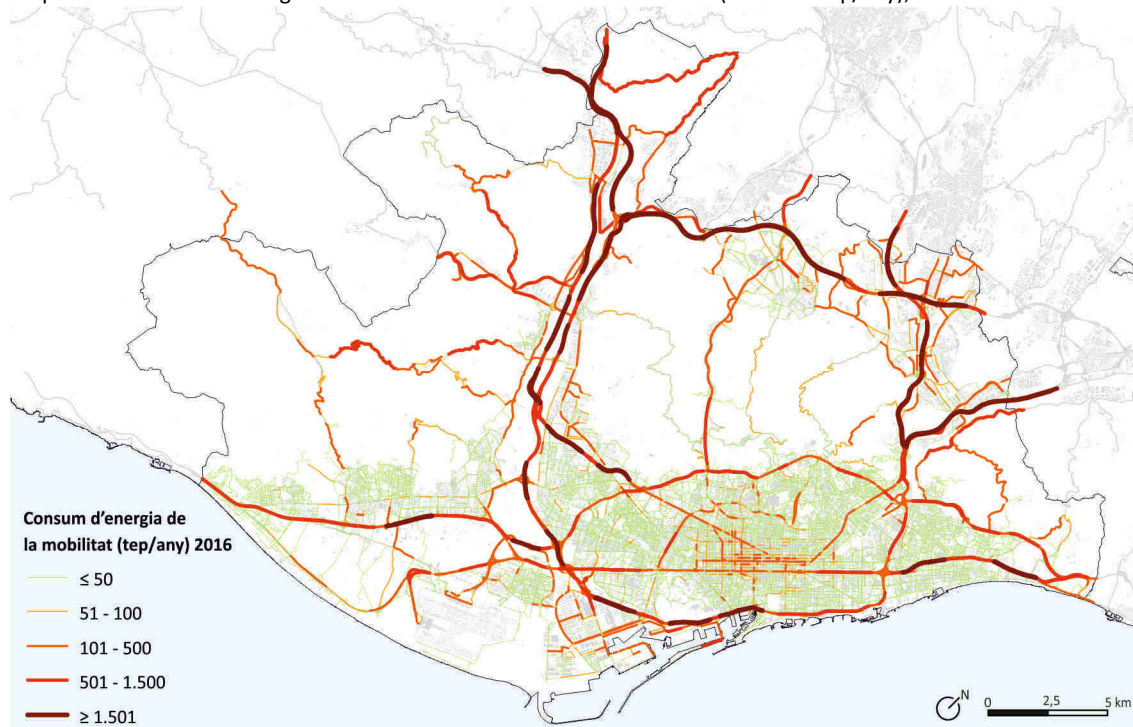 Consum d'energia de
la mobilitat (tep/any) 2016
≤ 50
51 - 100
101 - 500
501 - 1.500
≥ 1.501
N
0 2,5 5 km